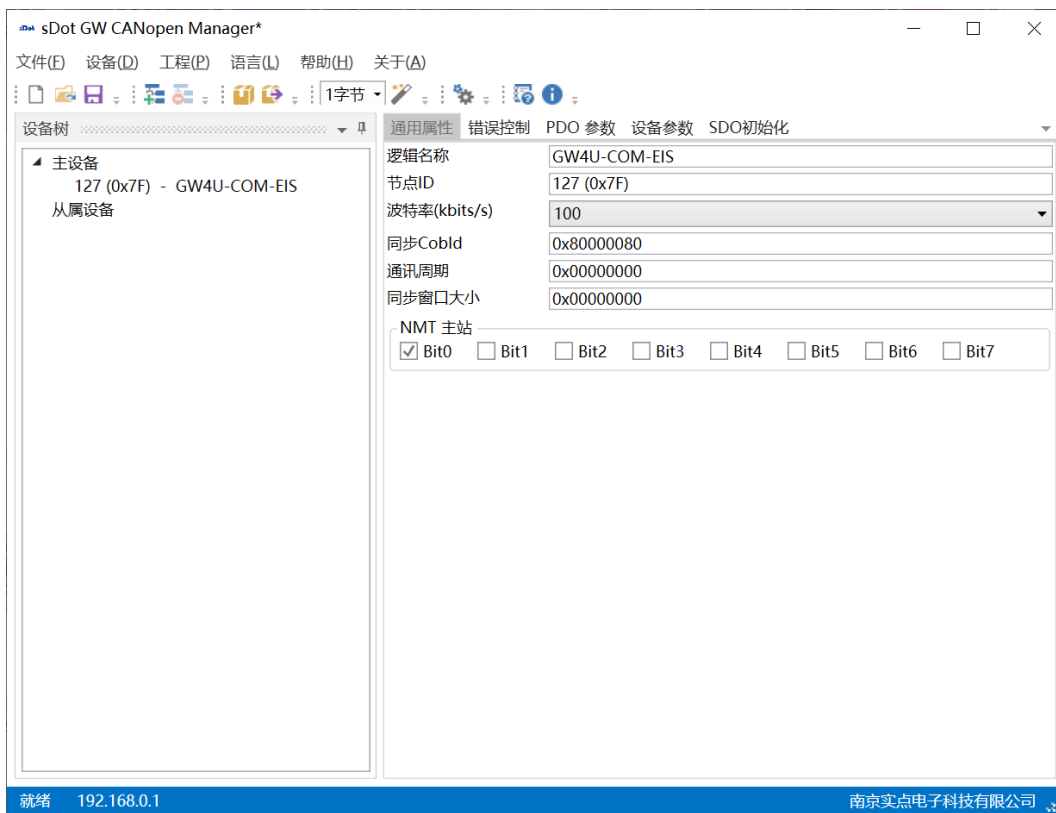 sDot sDot GW CANopen Manager*
文件(F) 设备(D) 工程(P) 语言(L) 帮助(H) 关于(A)
1字节
设备树
通用属性 错误控制 PDO 参数 设备参数 SDO初始化
主设备
127 (0x7F) - GW4U-COM-EIS
从属设备
逻辑名称 GW4U-COM-EIS
节点ID 127 (0x7F)
波特率(kbits/s) 100
同步CobId 0x80000080
通讯周期 0x00000000
同步窗口大小 0x00000000
NMT 主站
Bit0 Bit1 Bit2 Bit3 Bit4 Bit5 Bit6 Bit7
就绪 192.168.0.1 南京实点电子科技有限公司